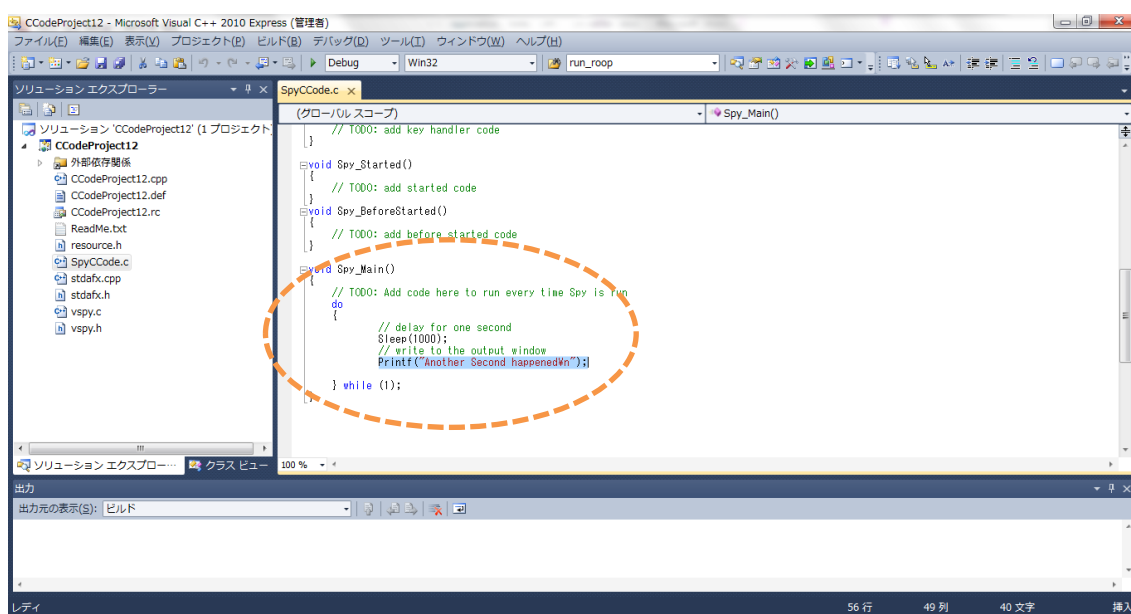 CCodeProject12 - Microsoft Visual C++ 2010 Express (管理者)
ファイル(F) 編集(E) 表示(V) プロジェクト(P) ビルド(B) デバッグ(D) ツール(T) ウィンドウ(W) ヘルプ(H)
Debug Win32 run_roop
ソリューション エクスプローラー
SpyCCode.c
(グローバル スコープ) Spy_Main()
ソリューション 'CCodeProject12' (1 プロジェクト)
CCodeProject12
外部依存関係
CCodeProject12.cpp
CCodeProject12.def
CCodeProject12.rc
ReadMe.txt
resource.h
SpyCCode.c
stdafx.cpp
stdafx.h
vspy.c
vspy.h
// TODO: add key handler code
}
void Spy_Started()
{
// TODO: add started code
}
void Spy_BeforeStarted()
{
// TODO: add before started code
}
void Spy_Main()
{
// TODO: Add code here to run every time Spy is run
do
{
// delay for one second
Sleep(1000);
// write to the output window
Printf("Another Second happened¥n");
} while (1);
}
ソリューション エクスプロー… クラス ビュー
100 %
出力
出力元の表示(S): ビルド
レディ 56 行 49 列 40 文字 挿入